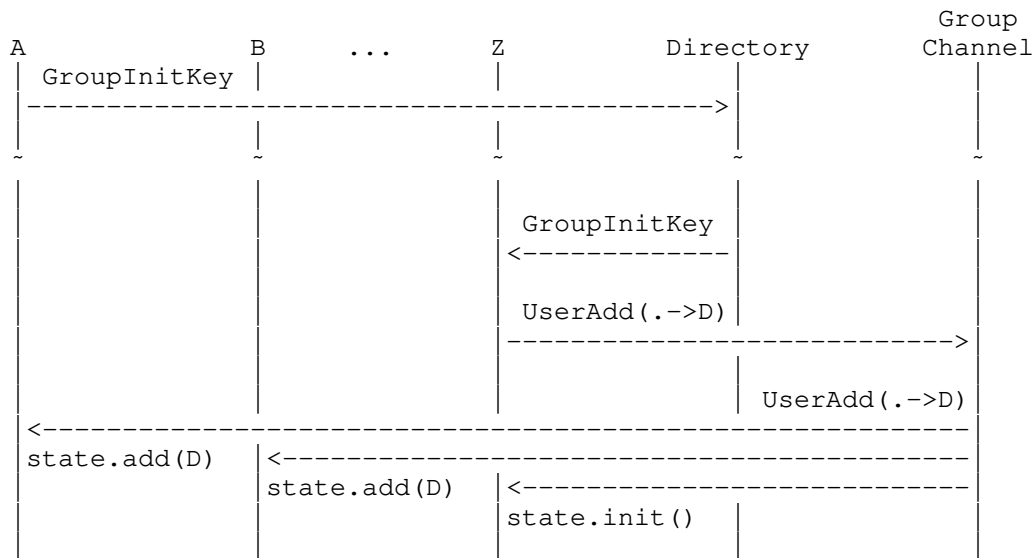 Group
A B ... Z Directory Channel
GroupInitKey
~ ~ ~ ~ ~
GroupInitKey
UserAdd(.->D)
UserAdd(.->D)
state.add(D)
state.add(D)
state.init()